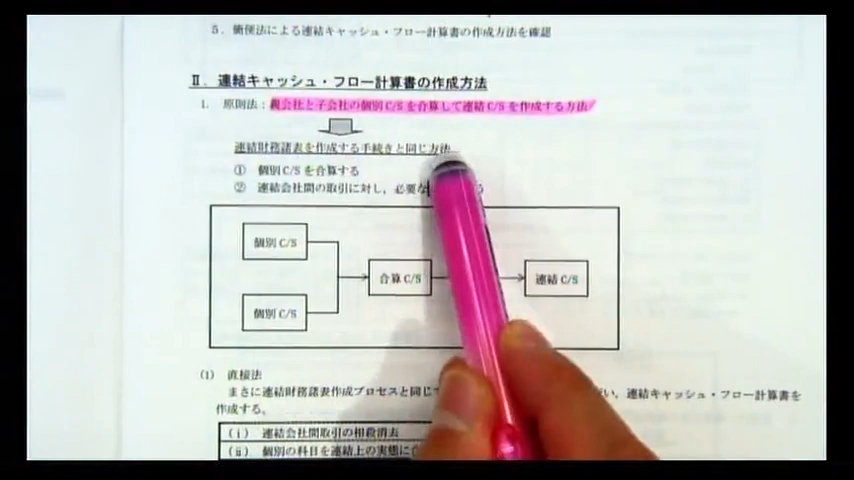 5．簡便法による連結キャッシュ・フロー計算書の作成方法を確認
Ⅱ．連結キャッシュ・フロー計算書の作成方法
1．原則法：親会社と子会社の個別C/Sを合算して連結C/Sを作成する方法
連結財務諸表を作成する手続きと同じ方法
① 個別C/Sを合算する
② 連結会社間の取引に対し，必要な
個別C/S
合算C/S
連結C/S
個別C/S
(1) 直接法
まさに連結財務諸表作成プロセスと同じ
い，連結キャッシュ・フロー計算書を
作成する。
(ⅰ) 連結会社間取引の相殺消去
(ⅱ) 個別の科目を連結上の実態に